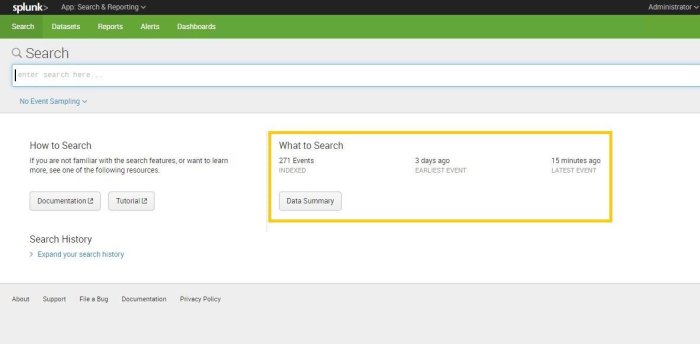 splunk> App: Search & Reporting Administrator
Search Datasets Reports Alerts Dashboards
Search
enter search here...
No Event Sampling
How to Search
If you are not familiar with the search features, or want to learn
more, see one of the following resources.
Documentation Tutorial
Search History
> Expand your search history
What to Search
271 Events 3 days ago 15 minutes ago
INDEXED EARLIEST EVENT LATEST EVENT
Data Summary
About Support File a Bug Documentation Privacy Policy